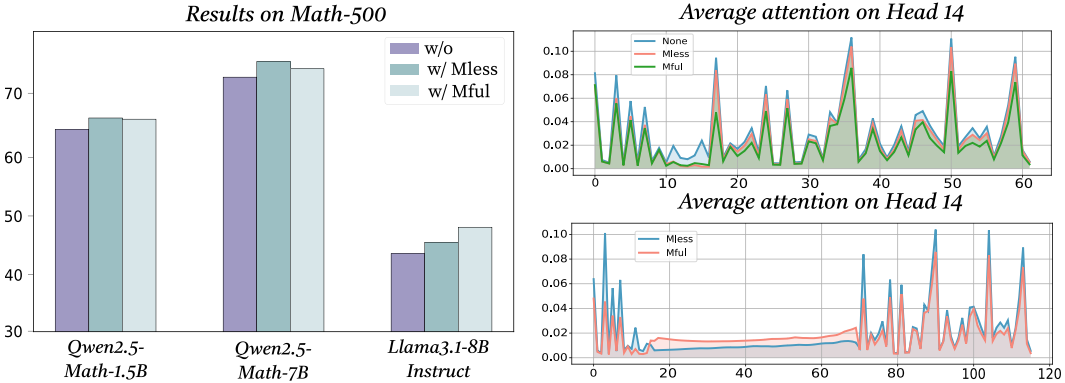 Results on Math-500
w/o
w/ Mless
w/ Mful
70
60
50
40
30
Qwen2.5-
Math-1.5B
Qwen2.5-
Math-7B
Llama3.1-8B
Instruct
Average attention on Head 14
None
Mless
Mful
0.10
0.08
0.06
0.04
0.02
0.00
0 10 20 30 40 50 60
Average attention on Head 14
Mless
Mful
0.10
0.08
0.06
0.04
0.02
0.00
0 20 40 60 80 100 120